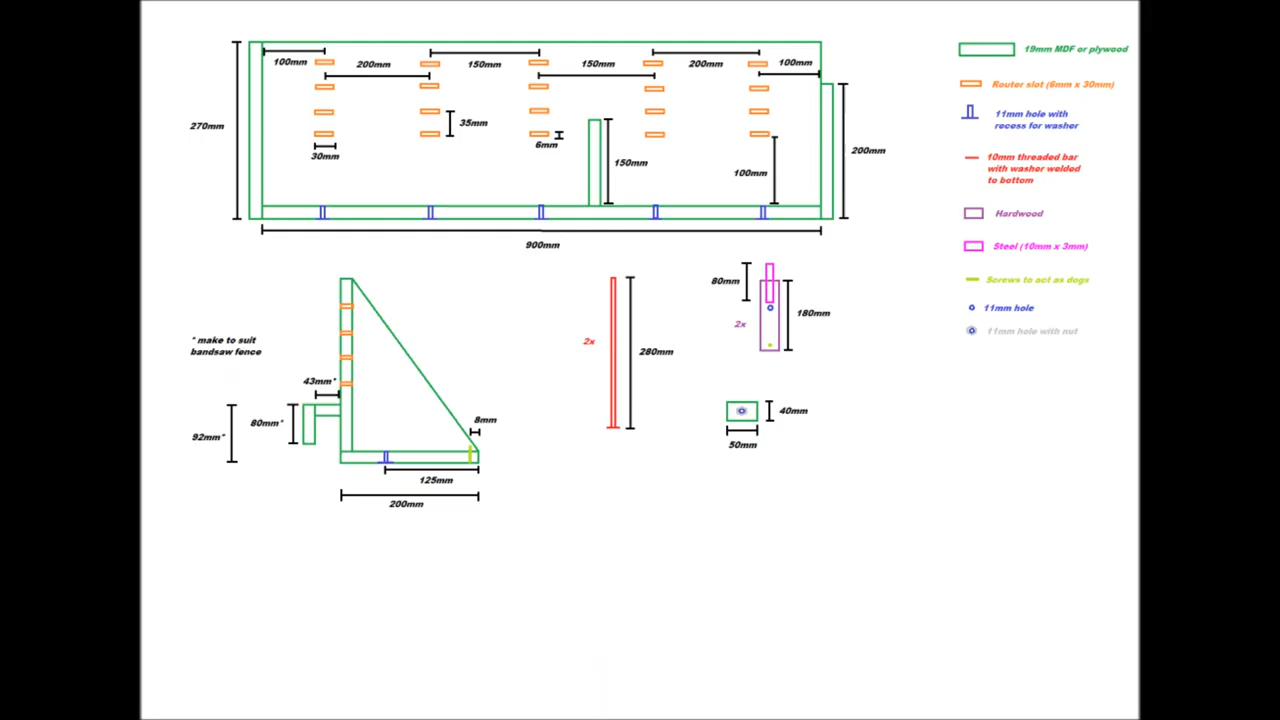 100mm
200mm
150mm
150mm
200mm
100mm
270mm
35mm
6mm
30mm
150mm
100mm
200mm
900mm
19mm MDF or plywood
Router slot (6mm x 30mm)
11mm hole with
recess for washer
10mm threaded bar
with washer welded
to bottom
Hardwood
Steel (10mm x 3mm)
Screws to act as dogs
11mm hole
11mm hole with nut
* make to suit
bandsaw fence
43mm*
80mm*
92mm*
8mm
125mm
200mm
2x
280mm
80mm
2x
180mm
40mm
50mm